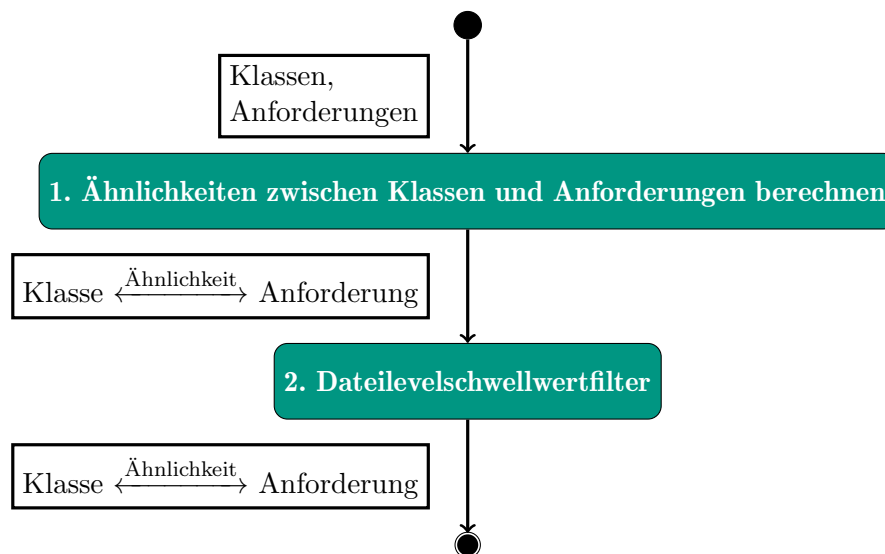 Klassen,
Anforderungen
1. Ähnlichkeiten zwischen Klassen und Anforderungen berechnen
Ähnlichkeit
Klasse ⟷ Anforderung
2. Dateilevelschwellwertfilter
Ähnlichkeit
Klasse ⟷ Anforderung